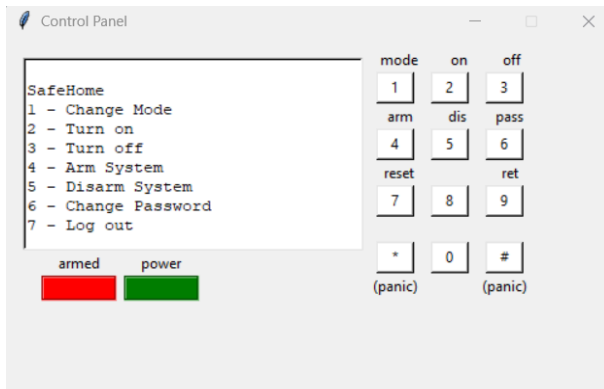 Control Panel
SafeHome
1 - Change Mode
2 - Turn on
3 - Turn off
4 - Arm System
5 - Disarm System
6 - Change Password
7 - Log out
armed power
mode on off
1 2 3
arm dis pass
4 5 6
reset ret
7 8 9
* 0 #
(panic) (panic)